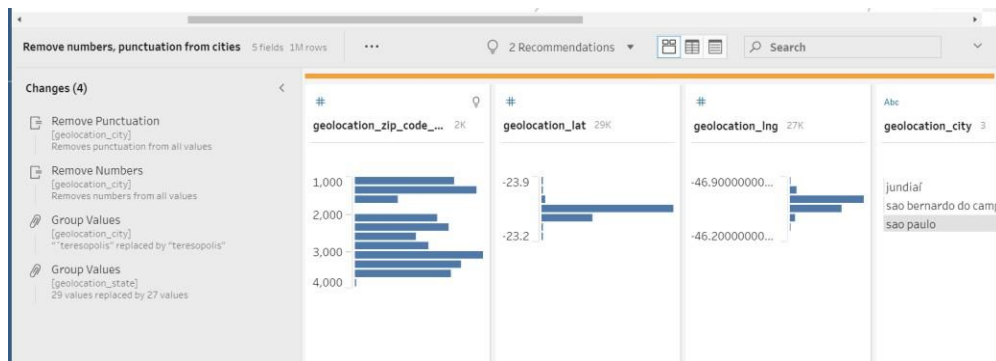 Remove numbers, punctuation from cities 5 fields 1M rows ... 2 Recommendations Search
Changes (4)
Remove Punctuation
[geolocation_city]
Removes punctuation from all values
Remove Numbers
[geolocation_city]
Removes numbers from all values
Group Values
[geolocation_city]
"´teresopolis" replaced by "teresopolis"
Group Values
[geolocation_state]
29 values replaced by 27 values
#
geolocation_zip_code_... 2K
1,000
2,000
3,000
4,000
#
geolocation_lat 29K
-23.9
-23.2
#
geolocation_lng 27K
-46.90000000...
-46.20000000...
Abc
geolocation_city 3
jundiaí
sao bernardo do camp
sao paulo